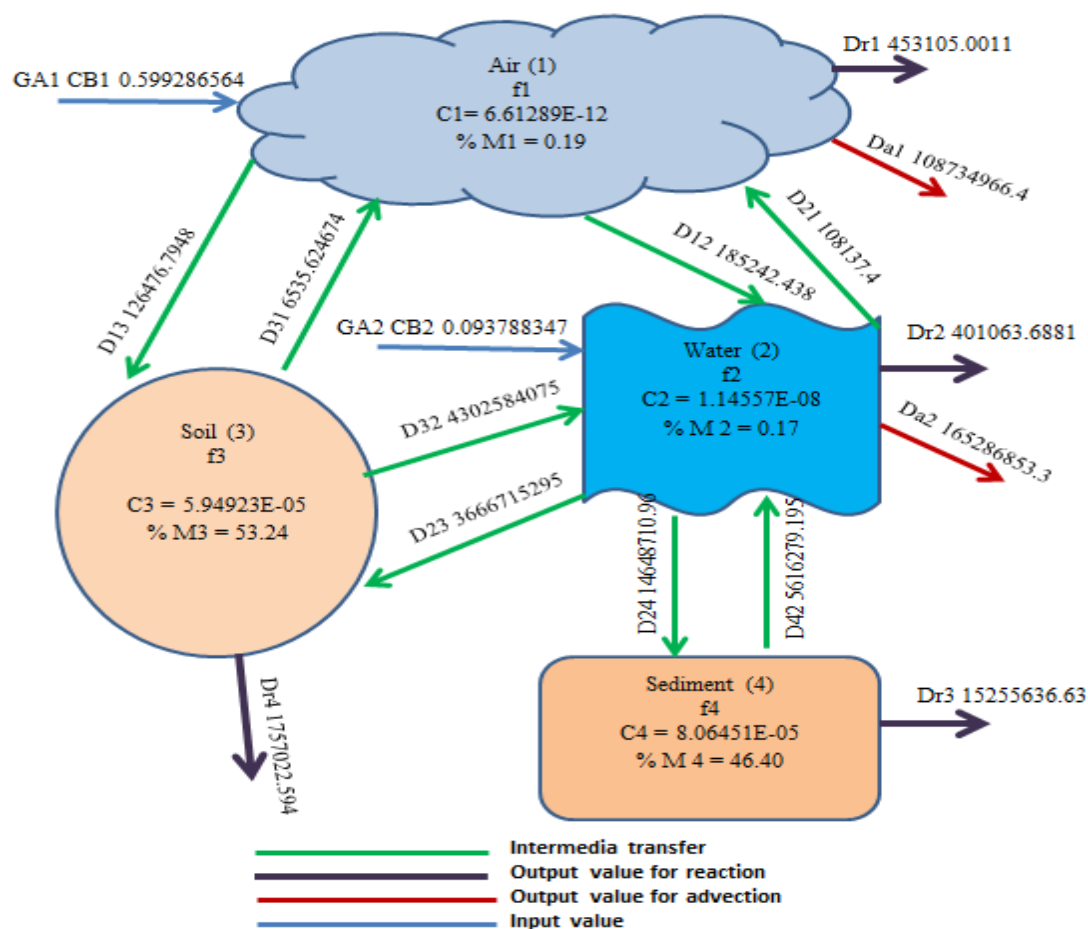 Air (1)
f1
C1= 6.61289E-12
% M1 = 0.19
GA1 CB1 0.599286564
Dr1 453105.0011
Da1 108734966.4
D21 108137.4
D12 185242.438
D13 126476.7948
D31 6535.624674
GA2 CB2 0.093788347
Water (2)
f2
C2 = 1.14557E-08
% M 2 = 0.17
Dr2 401063.6881
Da2 165286853.3
D32 4302584075
D23 3666715295
Soil (3)
f3
C3 = 5.94923E-05
% M3 = 53.24
D24 14648710.96
D42 5616279.195
Sediment (4)
f4
C4 = 8.06451E-05
% M 4 = 46.40
Dr3 15255636.63
Dr4 1757022.594
Intermedia transfer
Output value for reaction
Output value for advection
Input value